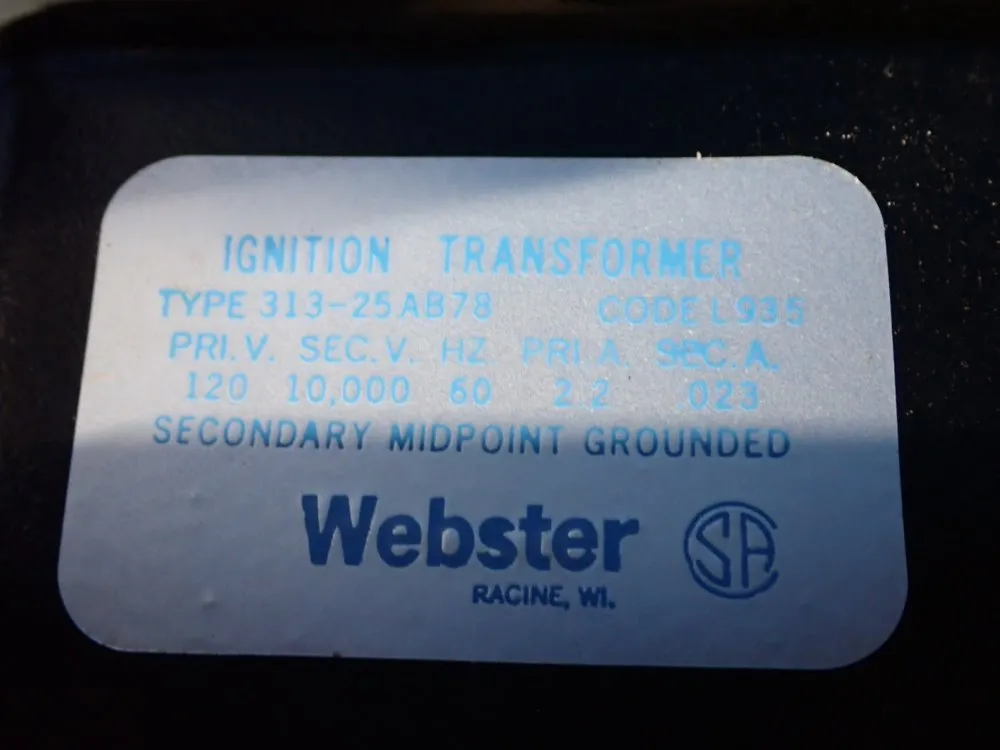 IGNITION TRANSFORMER
TYPE 313-25AB78 CODE L935
PRI.V. SEC.V. HZ PRI.A. SEC.A.
120 10,000 60 2.2 .023
SECONDARY MIDPOINT GROUNDED
Webster
RACINE, WI.
SA